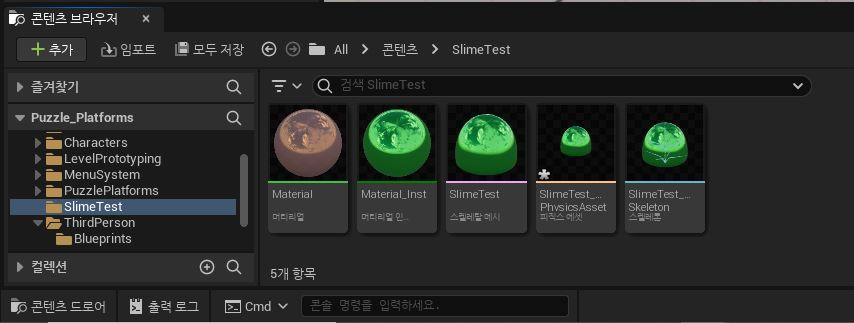 콘텐츠 브라우저
추가
임포트
모두 저장
All
콘텐츠
SlimeTest
즐겨찾기
검색 SlimeTest
Puzzle_Platforms
Characters
LevelPrototyping
MenuSystem
PuzzlePlatforms
SlimeTest
ThirdPerson
Blueprints
컬렉션
Material
머티리얼
Material_Inst
머티리얼 인...
SlimeTest
스켈레탈 메시
SlimeTest_...
PhysicsAsset
피직스 에셋
SlimeTest_...
Skeleton
스켈레톤
5개 항목
콘텐츠 드로어
출력 로그
Cmd
콘솔 명령을 입력하세요.